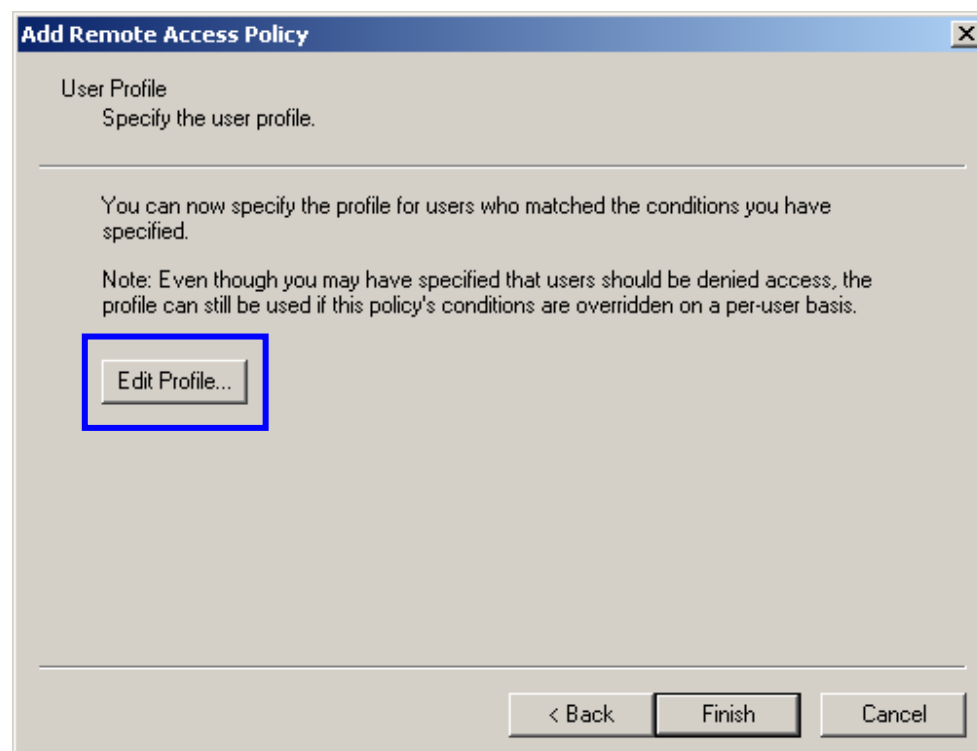 Add Remote Access Policy
User Profile
Specify the user profile.
You can now specify the profile for users who matched the conditions you have
specified.
Note: Even though you may have specified that users should be denied access, the
profile can still be used if this policy's conditions are overridden on a per-user basis.
Edit Profile...
< Back
Finish
Cancel